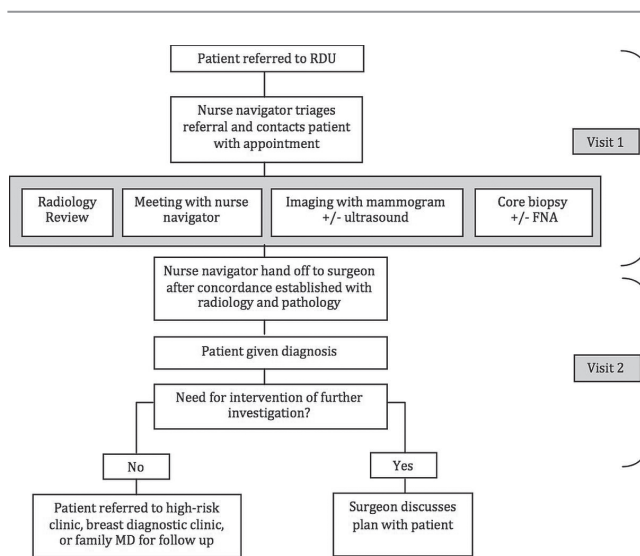 Patient referred to RDU
Nurse navigator triages
referral and contacts patient
with appointment
Visit 1
Radiology
Review
Meeting with nurse
navigator
Imaging with mammogram
+/- ultrasound
Core biopsy
+/- FNA
Nurse navigator hand off to surgeon
after concordance established with
radiology and pathology
Patient given diagnosis
Visit 2
Need for intervention of further
investigation?
No
Yes
Patient referred to high-risk
clinic, breast diagnostic clinic,
or family MD for follow up
Surgeon discusses
plan with patient